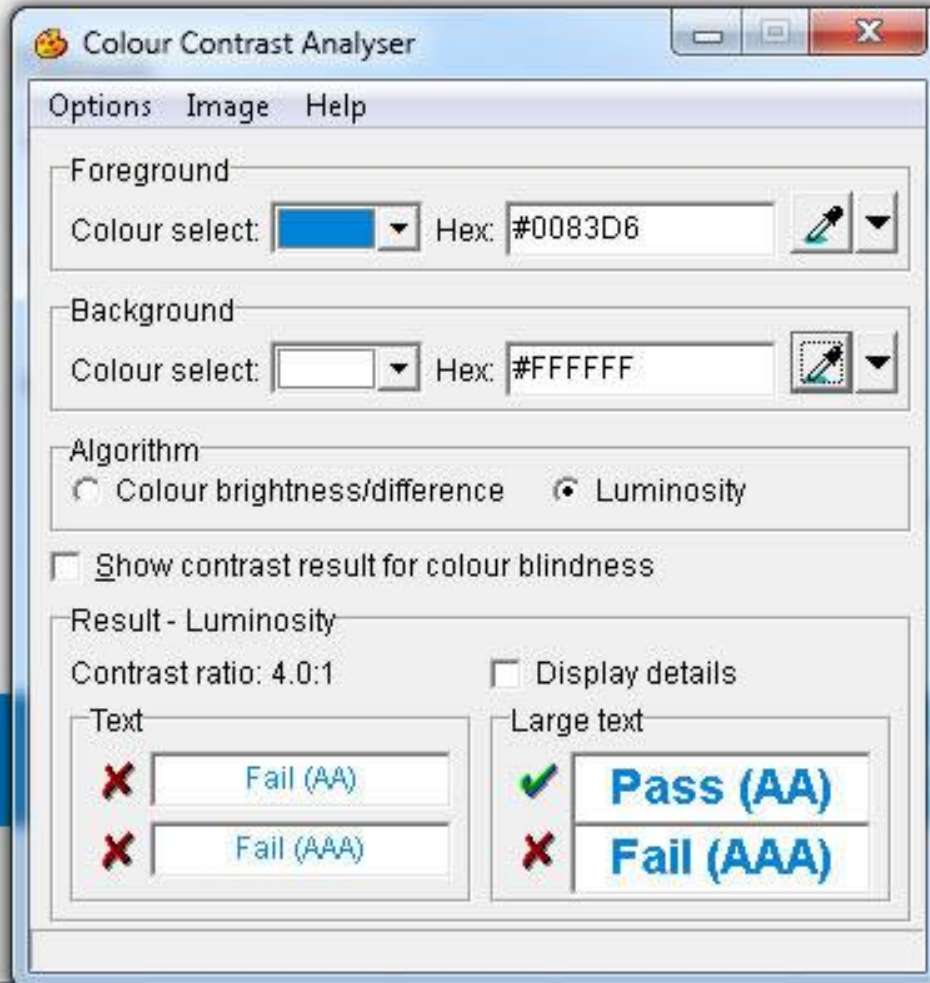 Colour Contrast Analyser
Options Image Help
Foreground
Colour select: Hex: #0083D6
Background
Colour select: Hex: #FFFFFF
Algorithm
Colour brightness/difference Luminosity
Show contrast result for colour blindness
Result - Luminosity
Contrast ratio: 4.0:1 Display details
Text
Fail (AA)
Fail (AAA)
Large text
Pass (AA)
Fail (AAA)